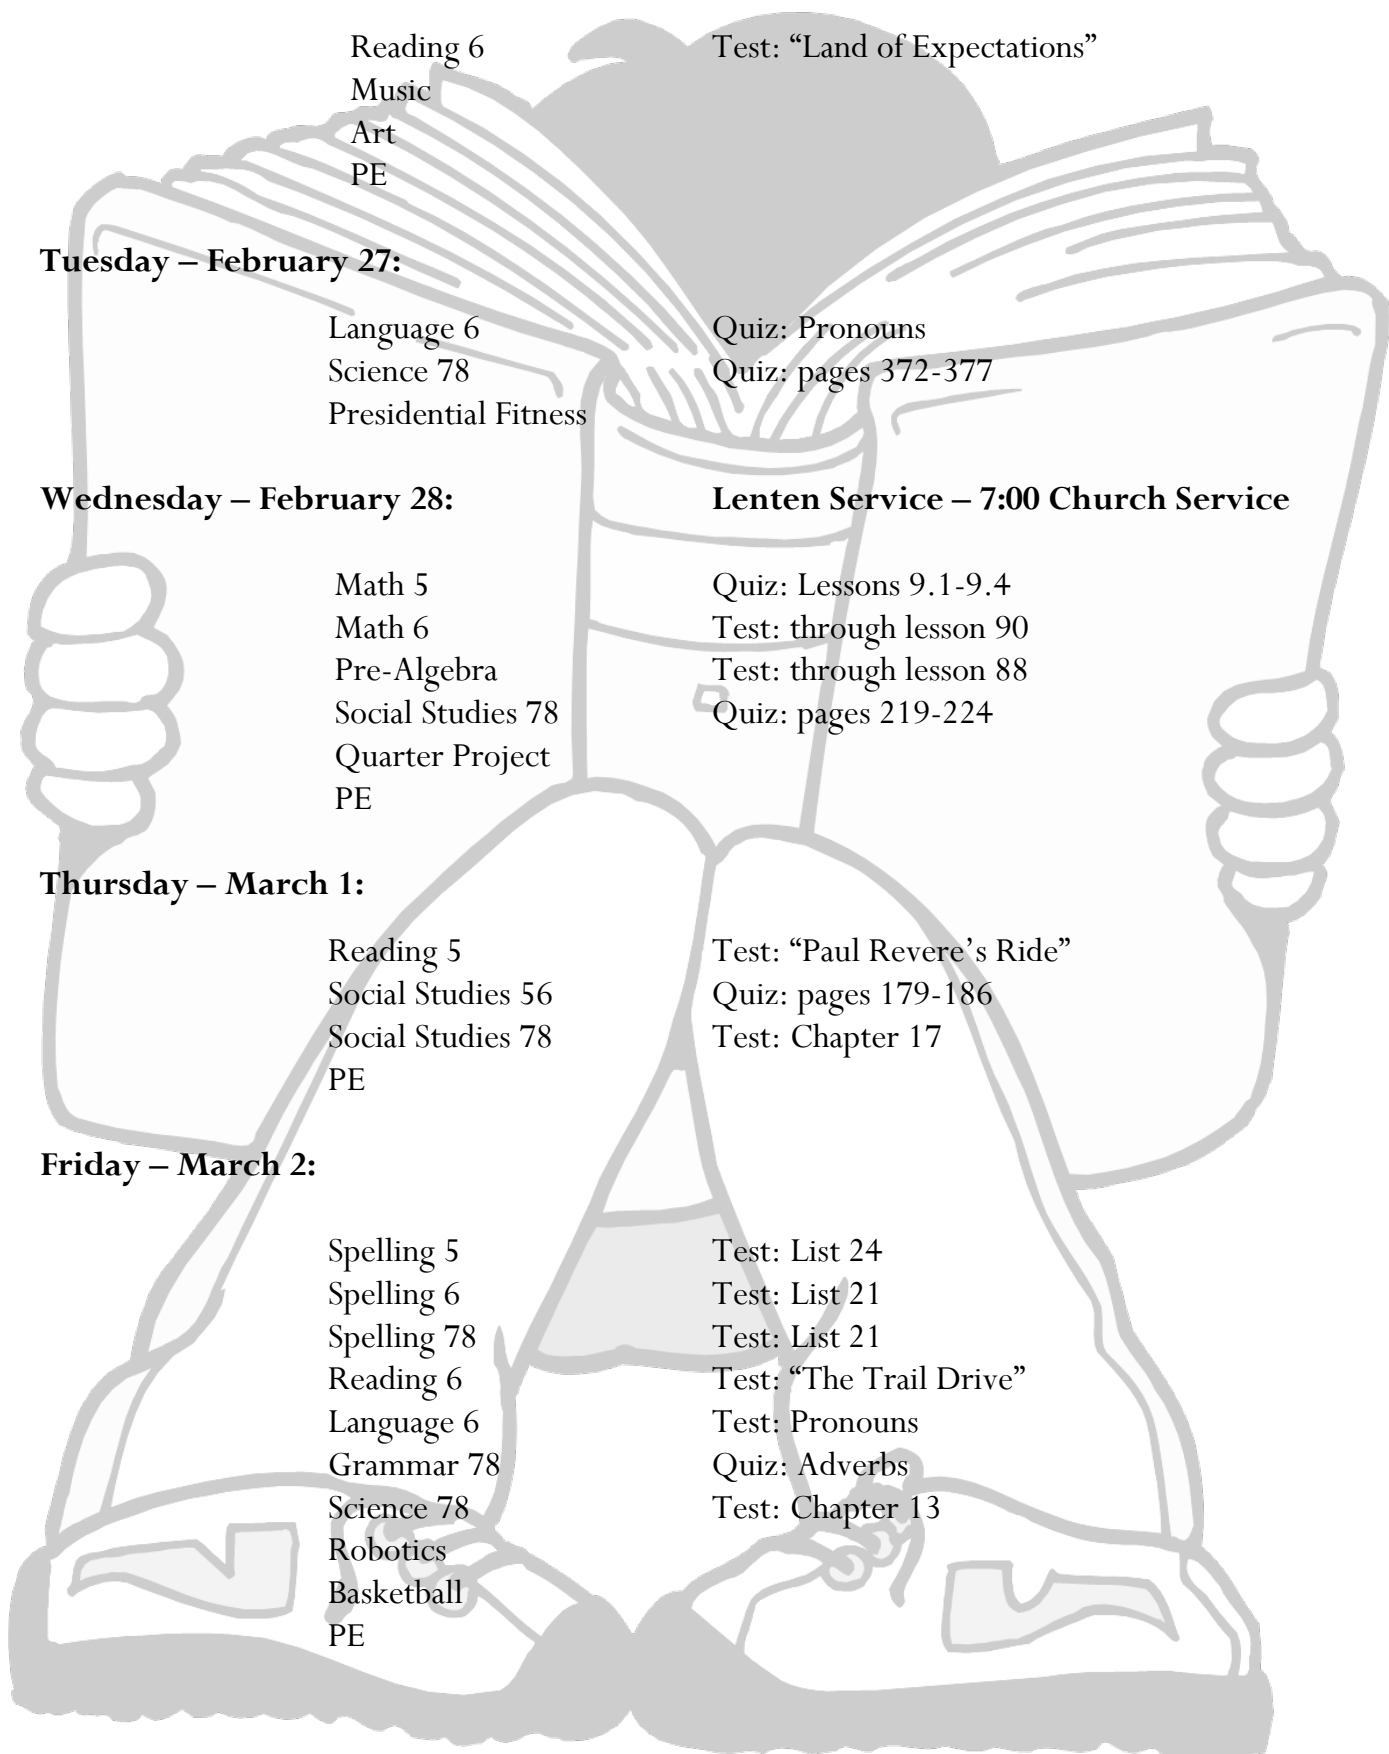 Reading 6 Test: “Land of Expectations”
Music
Art
PE
Tuesday – February 27:
Language 6 Quiz: Pronouns
Science 78 Quiz: pages 372-377
Presidential Fitness
Wednesday – February 28: Lenten Service – 7:00 Church Service
Math 5 Quiz: Lessons 9.1-9.4
Math 6 Test: through lesson 90
Pre-Algebra Test: through lesson 88
Social Studies 78 Quiz: pages 219-224
Quarter Project
PE
Thursday – March 1:
Reading 5 Test: “Paul Revere’s Ride”
Social Studies 56 Quiz: pages 179-186
Social Studies 78 Test: Chapter 17
PE
Friday – March 2:
Spelling 5 Test: List 24
Spelling 6 Test: List 21
Spelling 78 Test: List 21
Reading 6 Test: “The Trail Drive”
Language 6 Test: Pronouns
Grammar 78 Quiz: Adverbs
Science 78 Test: Chapter 13
Robotics
Basketball
PE